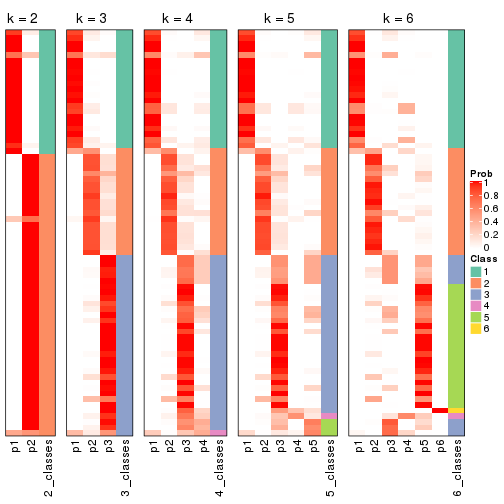 k = 2
k = 3
k = 4
k = 5
k = 6
Prob
1
0.8
0.6
0.4
0.2
0
Class
1
2
3
4
5
6
p1
p2
2_classes
p1
p2
p3
3_classes
p1
p2
p3
p4
4_classes
p1
p2
p3
p4
p5
5_classes
p1
p2
p3
p4
p5
p6
6_classes